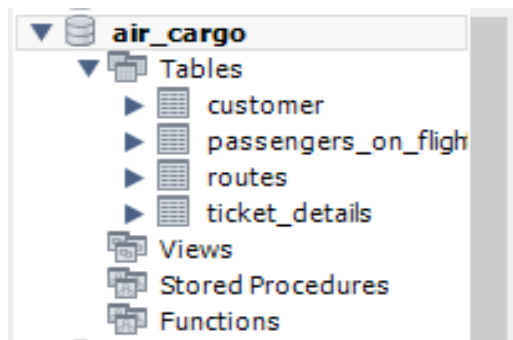 air_cargo
Tables
customer
passengers_on_fligh
routes
ticket_details
Views
Stored Procedures
Functions